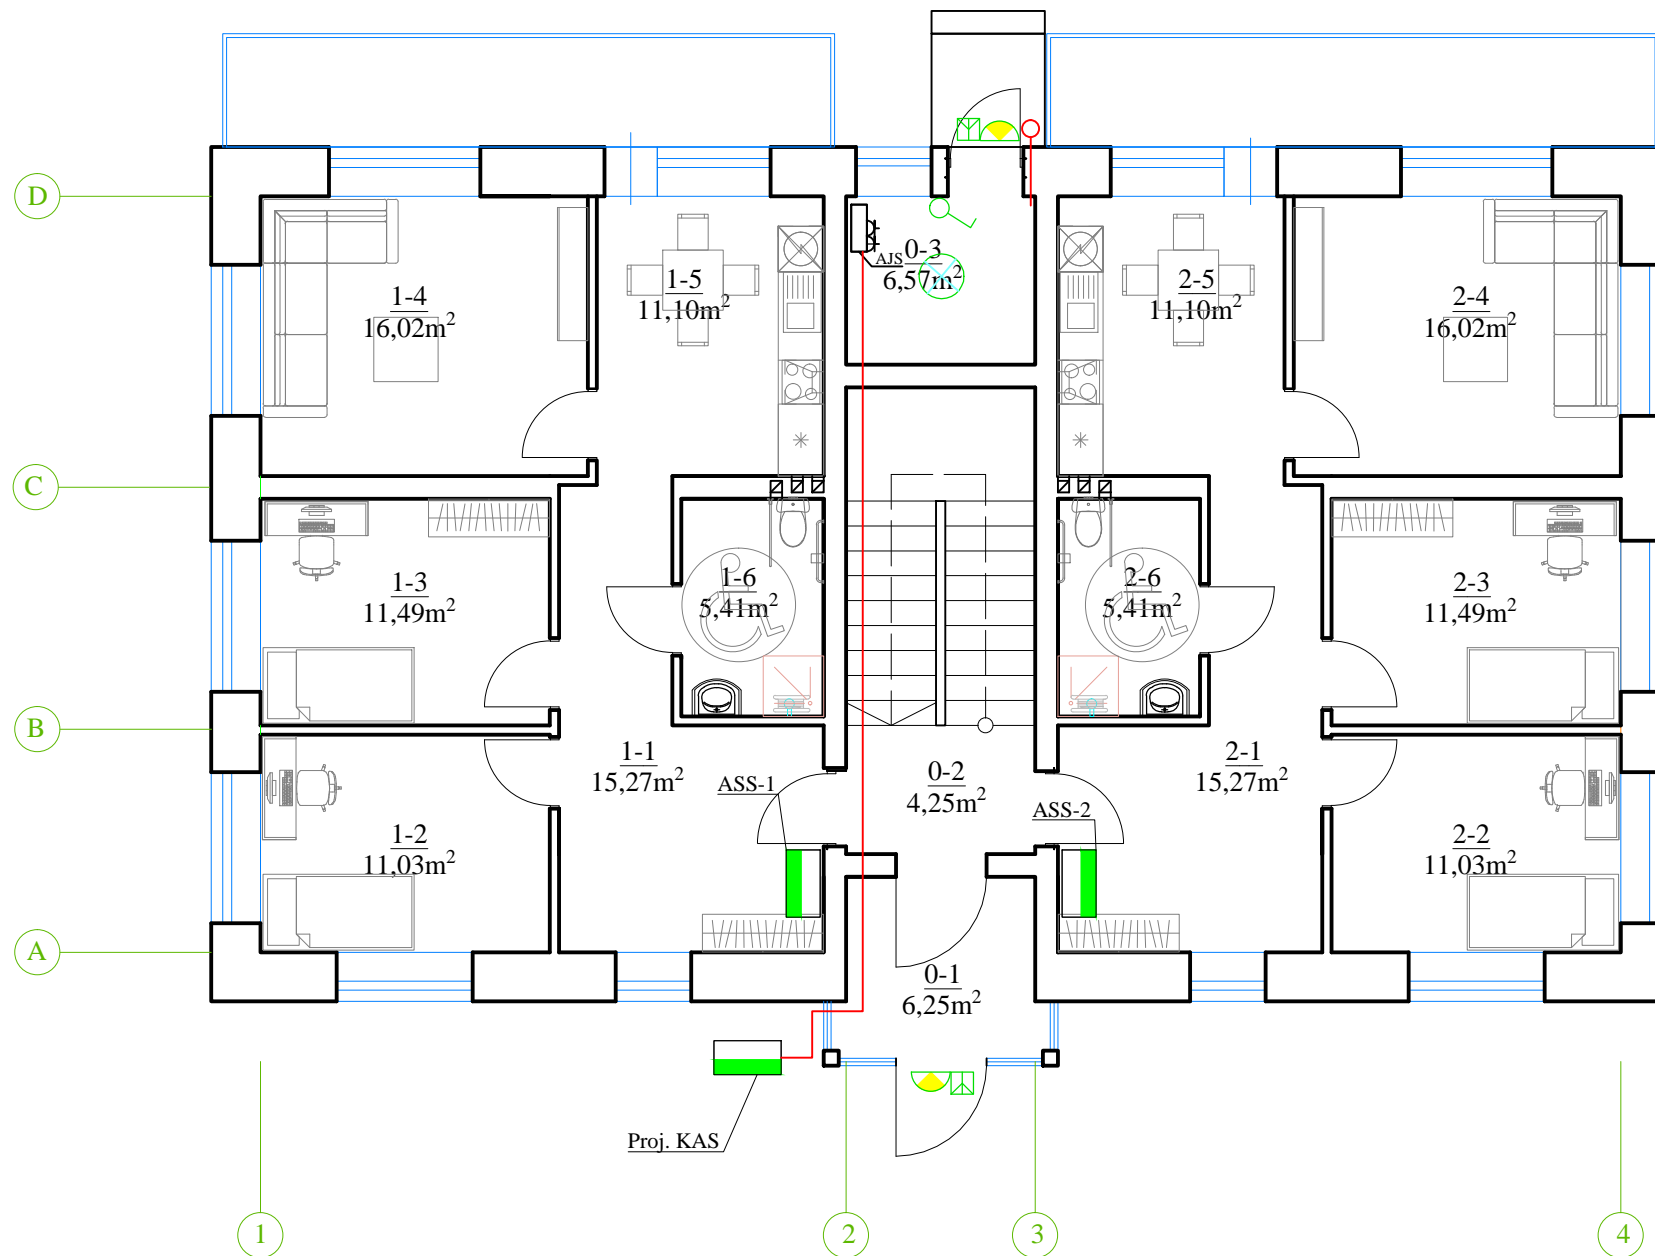 D
AJS 0-3
6,57m²
1-5
11,10m²
2-5
11,10m²
1-4
16,02m²
2-4
16,02m²
C
1-3
11,49m²
1-6
5,41m²
2-6
5,41m²
2-3
11,49m²
B
1-1
15,27m²
ASS-1
0-2
4,25m²
ASS-2
2-1
15,27m²
1-2
11,03m²
2-2
11,03m²
A
0-1
6,25m²
Proj. KAS
1
2
3
4